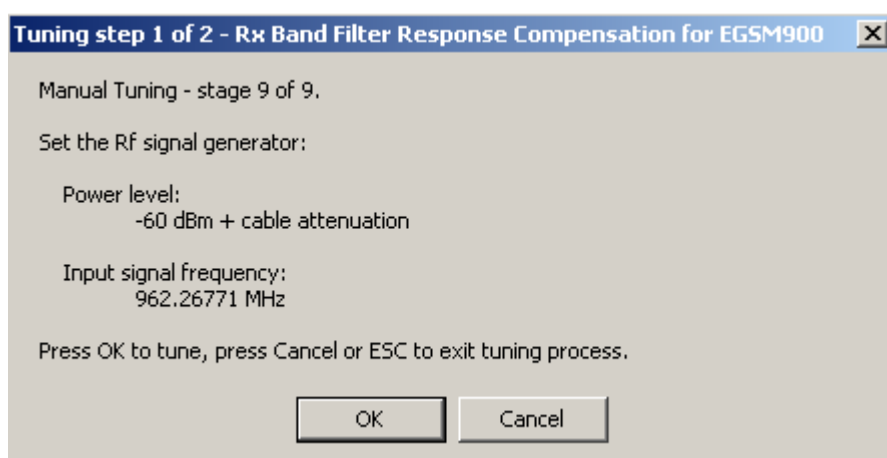 Tuning step 1 of 2 - Rx Band Filter Response Compensation for EGSM900
Manual Tuning - stage 9 of 9.
Set the Rf signal generator:
Power level:
-60 dBm + cable attenuation
Input signal frequency:
962.26771 MHz
Press OK to tune, press Cancel or ESC to exit tuning process.
OK
Cancel